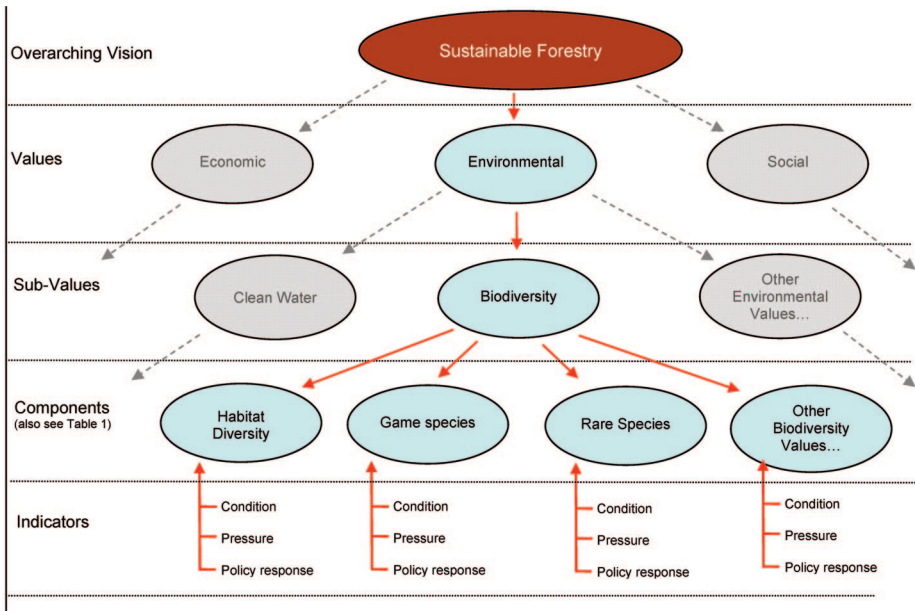 Overarching Vision
Sustainable Forestry
Values
Economic
Environmental
Social
Sub-Values
Clean Water
Biodiversity
Other
Environmental
Values...
Components
(also see Table 1)
Habitat
Diversity
Game species
Rare Species
Other
Biodiversity
Values...
Indicators
Condition
Pressure
Policy response
Condition
Pressure
Policy response
Condition
Pressure
Policy response
Condition
Pressure
Policy response